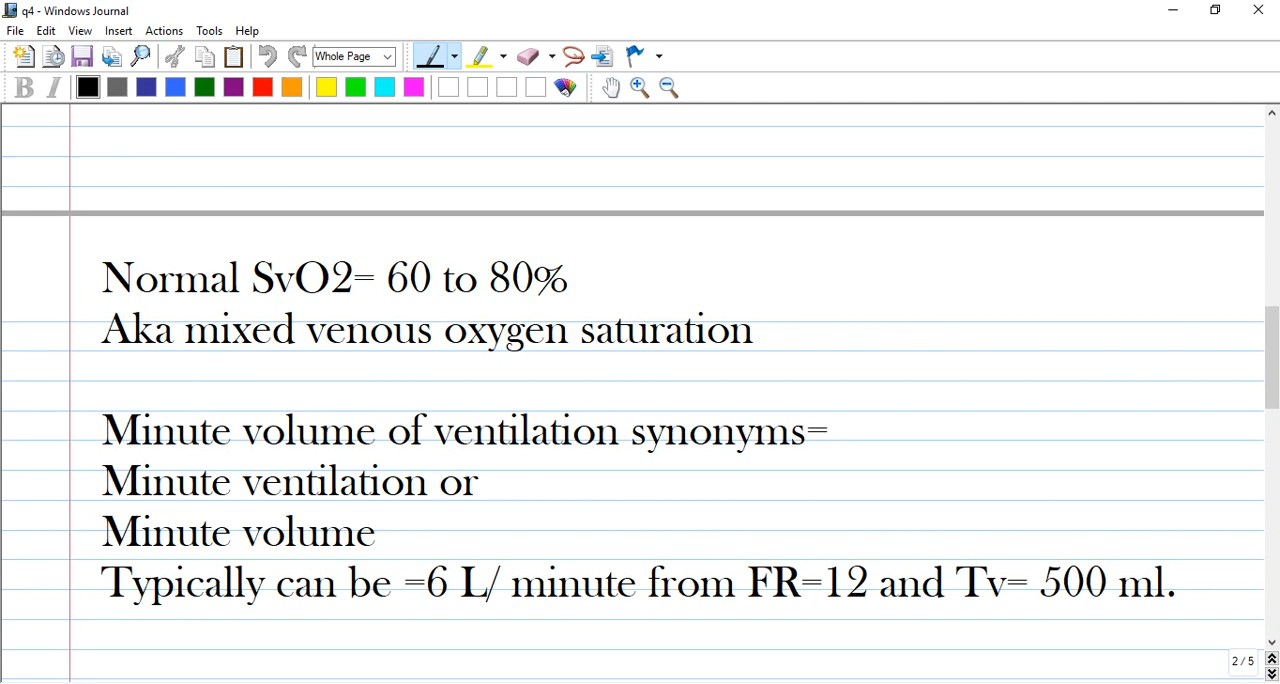 q4 - Windows Journal
File Edit View Insert Actions Tools Help
Whole Page
B I
Normal SvO2= 60 to 80%
Aka mixed venous oxygen saturation
Minute volume of ventilation synonyms=
Minute ventilation or
Minute volume
Typically can be =6 L/ minute from FR=12 and Tv= 500 ml.
2 / 5